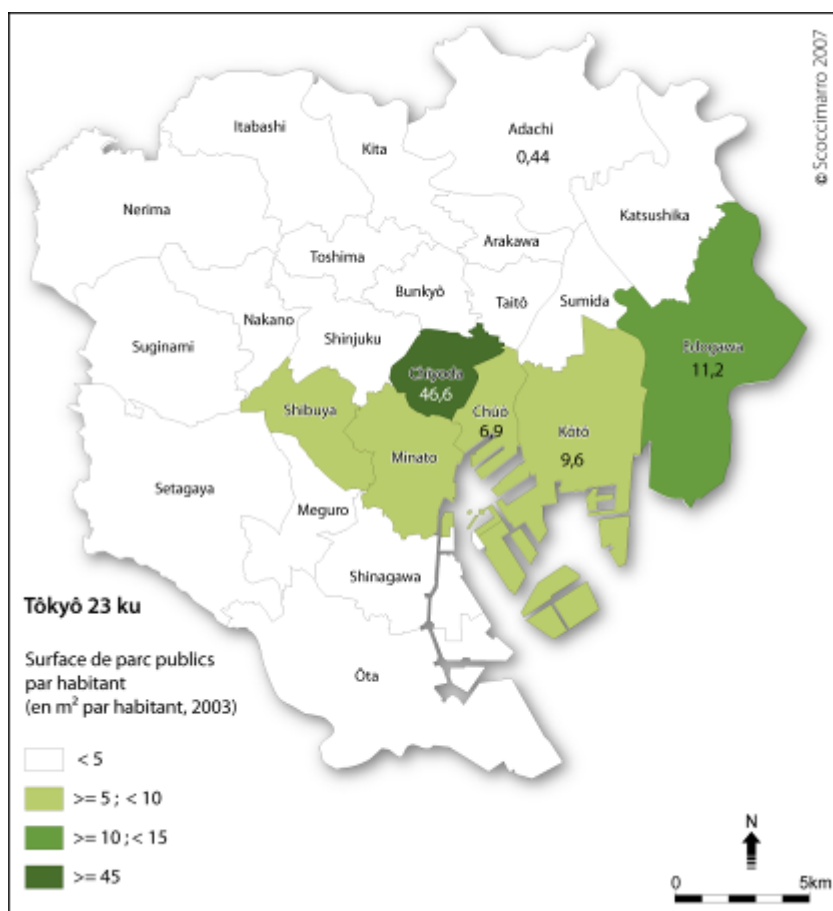 © Scoccimarro 2007
Itabashi
Kita
Adachi
0,44
Nerima
Katsushika
Arakawa
Toshima
Bunkyô
Taitô
Sumida
Nakano
Shinjuku
Suginami
Edogawa
11,2
Chiyoda
46,6
Shibuya
Chûô
6,9
Kôtô
9,6
Minato
Setagaya
Meguro
Shinagawa
Ôta
Tôkyô 23 ku
Surface de parc publics
par habitant
(en m² par habitant, 2003)
< 5
>= 5 ; < 10
>= 10 ; < 15
>= 45
N
0 5km